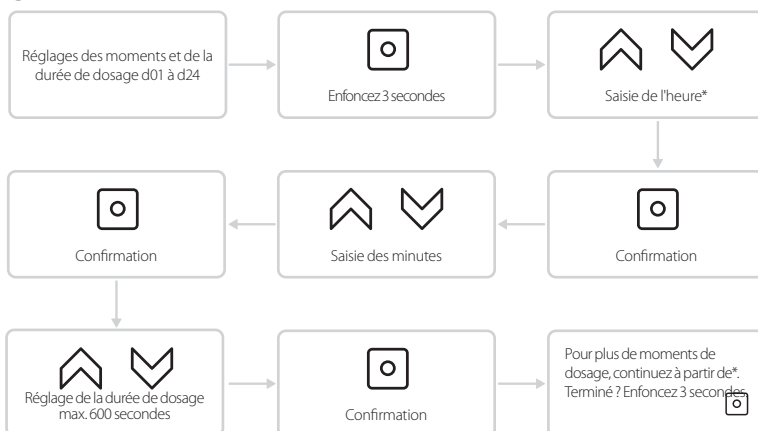 Réglages des moments et de la
durée de dosage d01 à d24
Enfoncez 3 secondes
Saisie de l'heure*
Confirmation
Saisie des minutes
Confirmation
Réglage de la durée de dosage
max. 600 secondes
Confirmation
Pour plus de moments de
dosage, continuez à partir de*.
Terminé ? Enfoncez 3 secondes